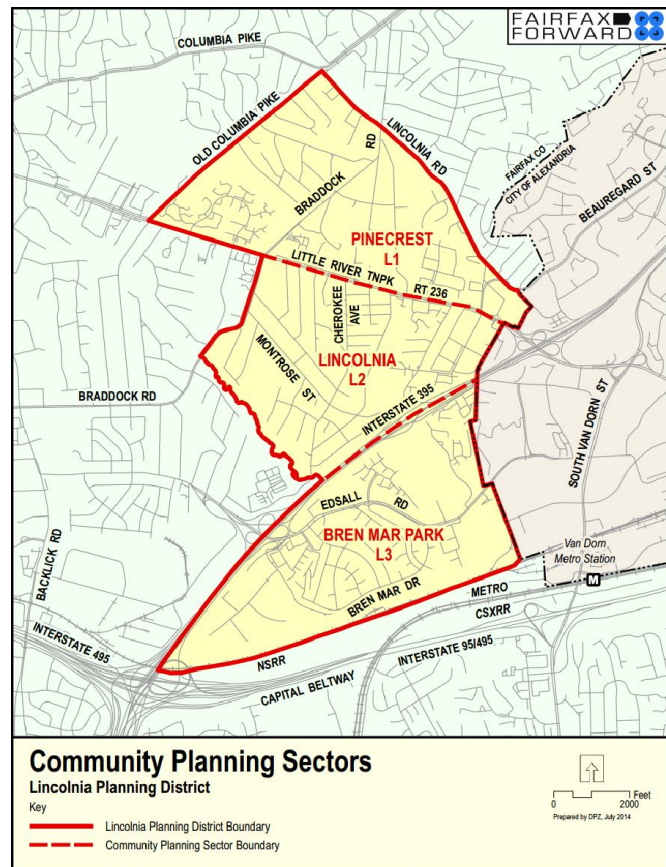 FAIRFAX
FORWARD
COLUMBIA PIKE
OLD COLUMBIA PIKE
LINCOLNIA RD
BRADDOCK
RD
FAIRFAX CO
CITY OF ALEXANDRIA
BEAUREGARD ST
PINECREST
L1
LITTLE RIVER TNPK
RT 236
CHEROKEE
AVE
LINCOLNIA
L2
MONTROSE ST
BRADDOCK RD
INTERSTATE 395
SOUTH VAN DORN ST
EDSALL
RD
BREN MAR PARK
L3
Van Dorn
Metro Station
M
BACKLICK RD
BREN MAR DR
METRO
CSXRR
INTERSTATE 495
NSRR
INTERSTATE 95/495
CAPITAL BELTWAY
Community Planning Sectors
Lincolnia Planning District
Key
Lincolnia Planning District Boundary
Community Planning Sector Boundary
0 2000 Feet
Prepared by DPZ, July 2014